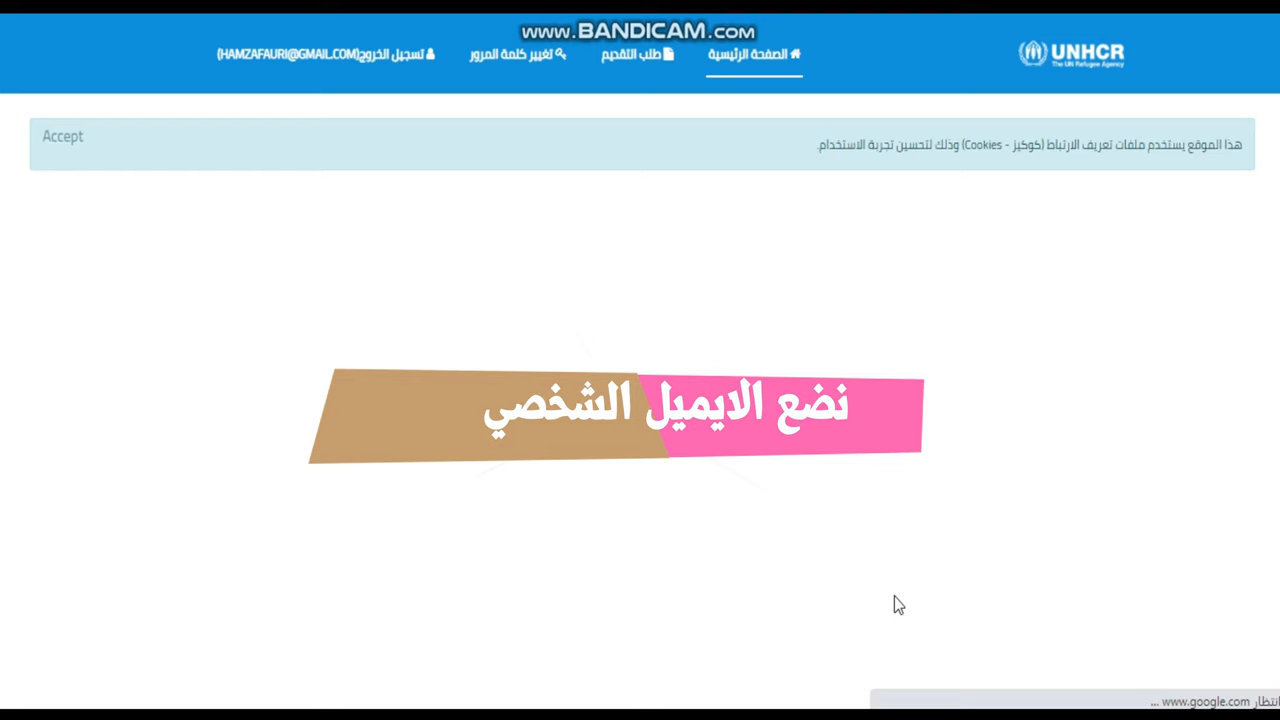 www.BANDICAM.com
UNHCR
The UN Refugee Agency
الصفحة الرئيسية
طلب التقديم
تغيير كلمة المرور
تسجيل الخروج(HAMZAFAURI@GMAIL.COM)
هذا الموقع يستخدم ملفات تعريف الارتباط (كوكيز - Cookies) وذلك لتحسين تجربة الاستخدام.
Accept
نضع الايميل الشخصي
انتظار www.google.com ...